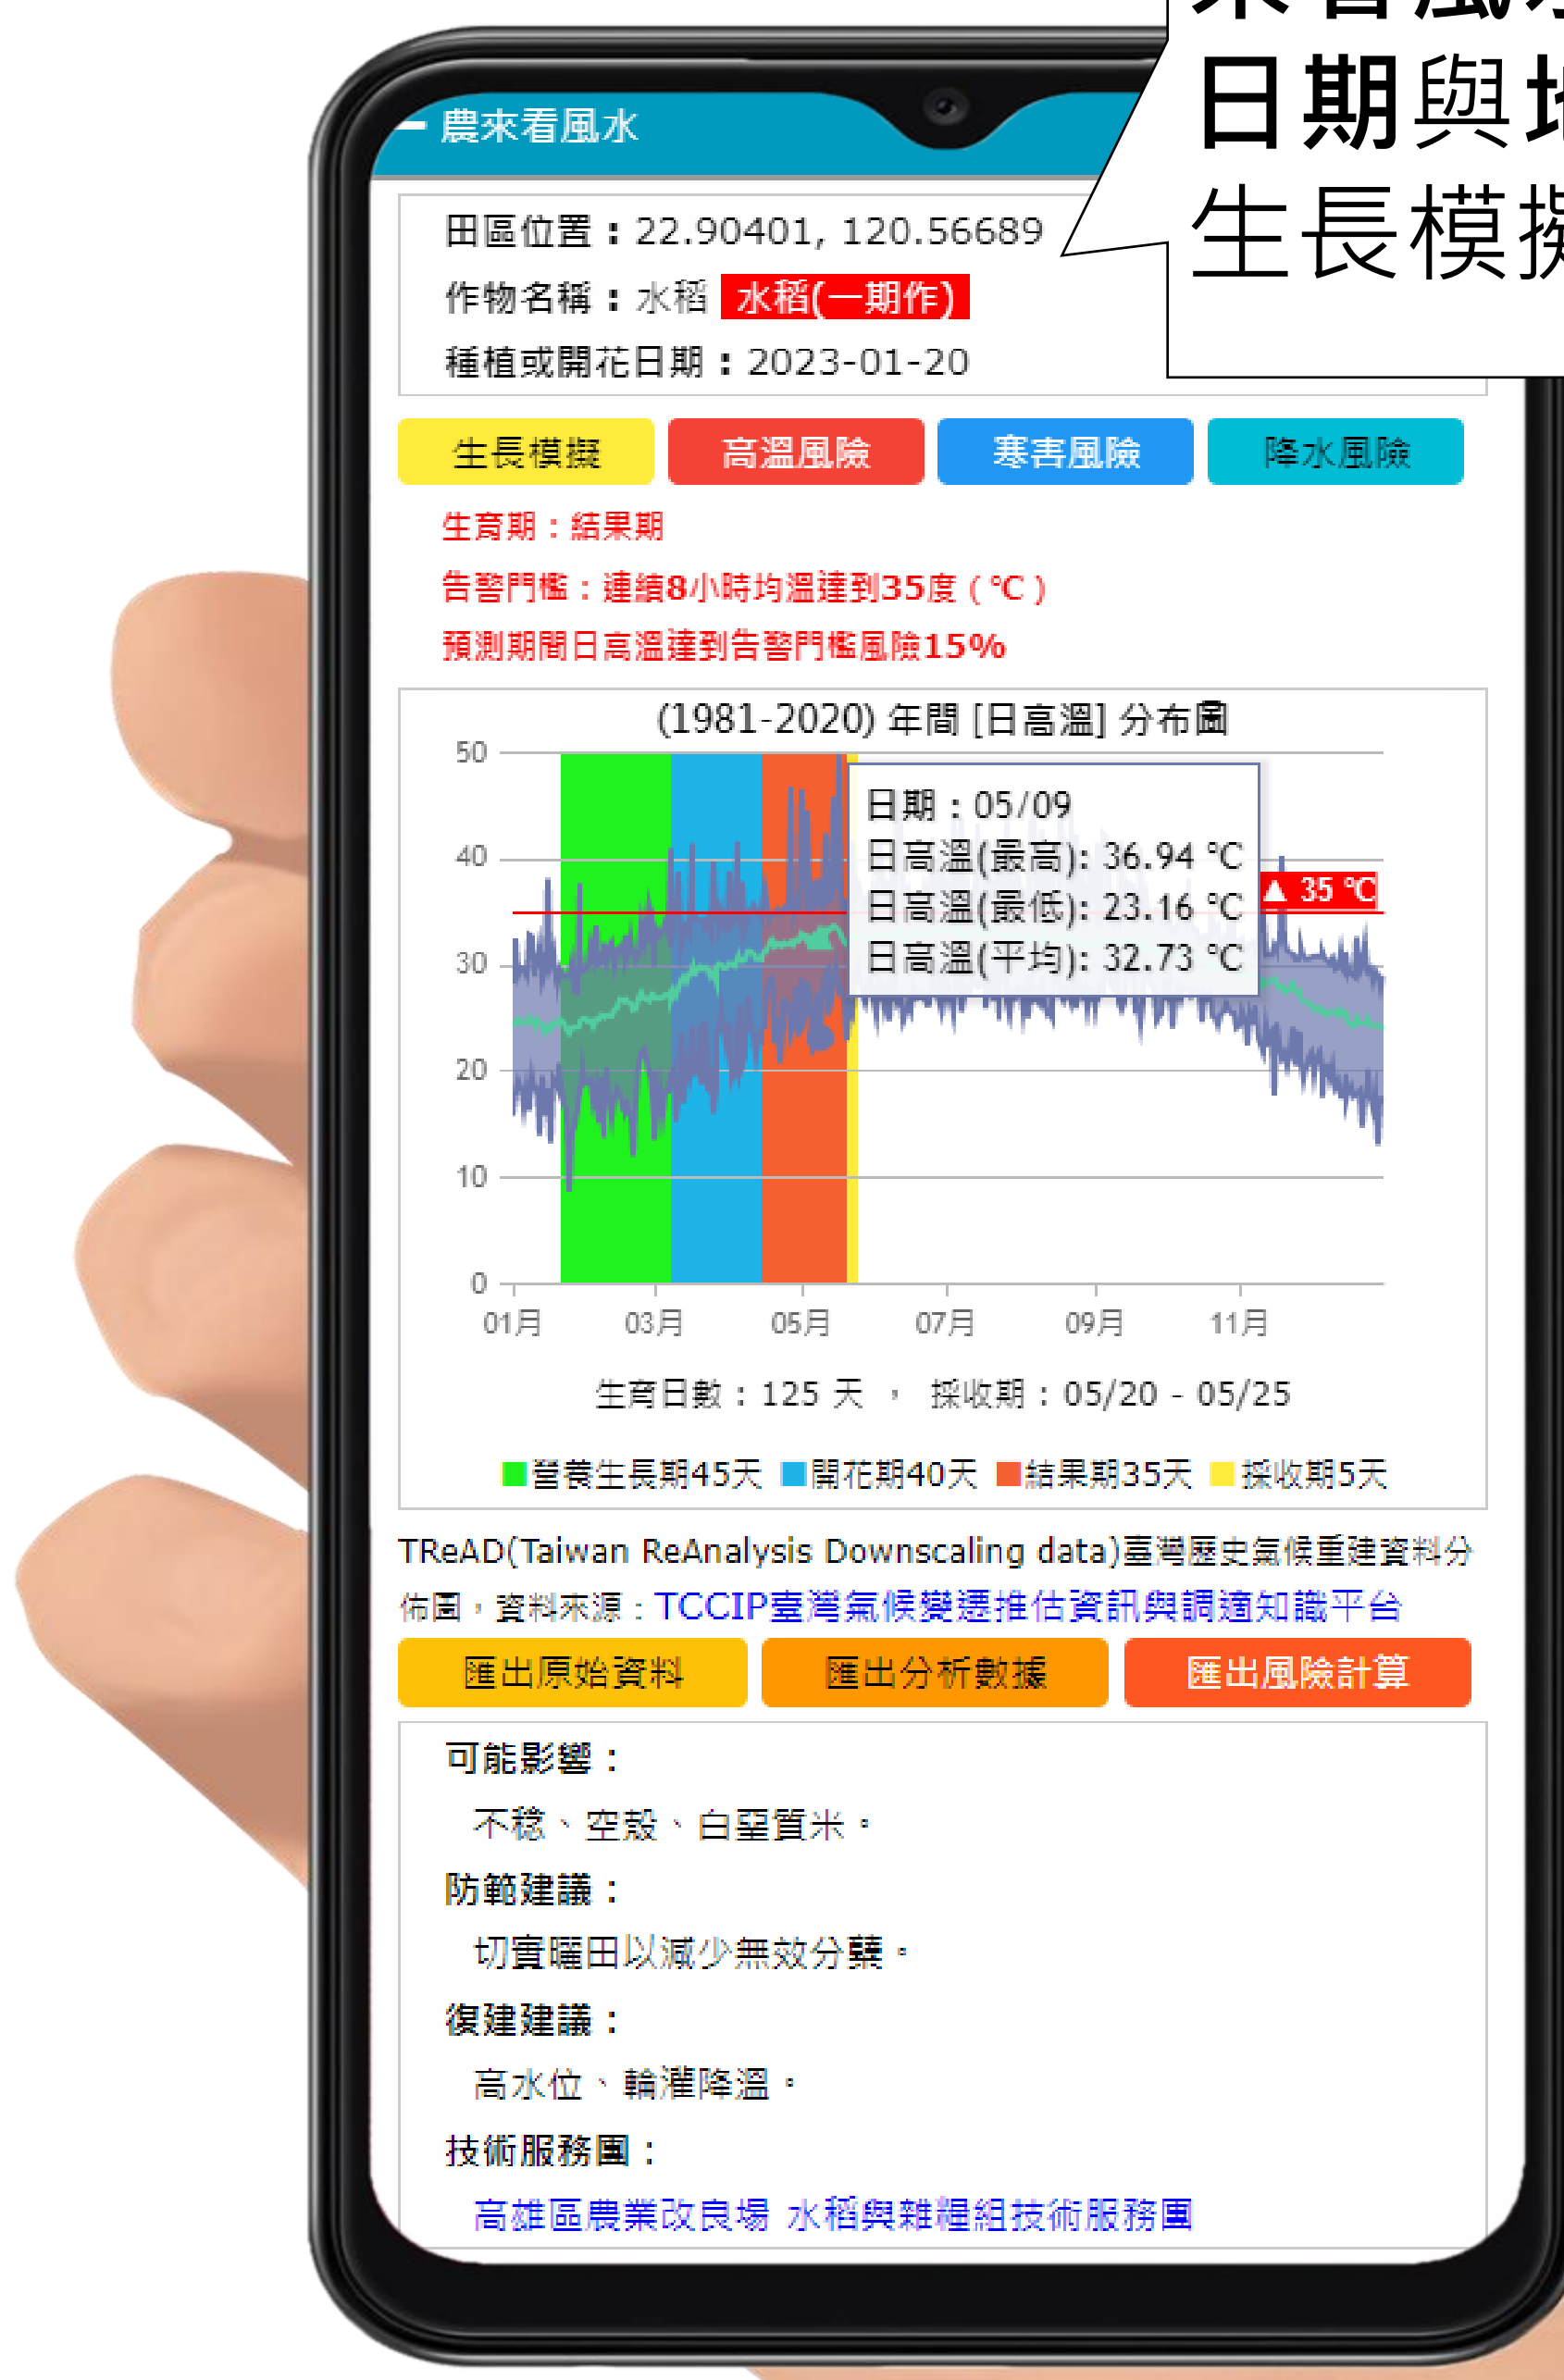 日期與
生長模擬
農來看風水
田區位置：22.90401, 120.56689
作物名稱：水稻 水稻(一期作)
種植或開花日期：2023-01-20
生長模擬 高溫風險 寒害風險 降水風險
生育期：結果期
告警門檻：連續8小時均溫達到35度 ( ℃ )
預測期間日高溫達到告警門檻風險15%
(1981-2020) 年間 [日高溫] 分布圖
50
40
30
20
10
0
日期：05/09
日高溫(最高): 36.94 ℃
日高溫(最低): 23.16 ℃
日高溫(平均): 32.73 ℃
▲ 35 ℃
01月 03月 05月 07月 09月 11月
生育日數：125 天 ， 採收期：05/20 - 05/25
營養生長期45天 開花期40天 結果期35天 採收期5天
TReAD(Taiwan ReAnalysis Downscaling data)臺灣歷史氣候重建資料分
佈圖，資料來源：TCCIP臺灣氣候變遷推估資訊與調適知識平台
匯出原始資料 匯出分析數據 匯出風險計算
可能影響：
不稔、空殼、白堊質米。
防範建議：
切實曬田以減少無效分蘗。
復建建議：
高水位、輪灌降溫。
技術服務團：
高雄區農業改良場 水稻與雜糧組技術服務團